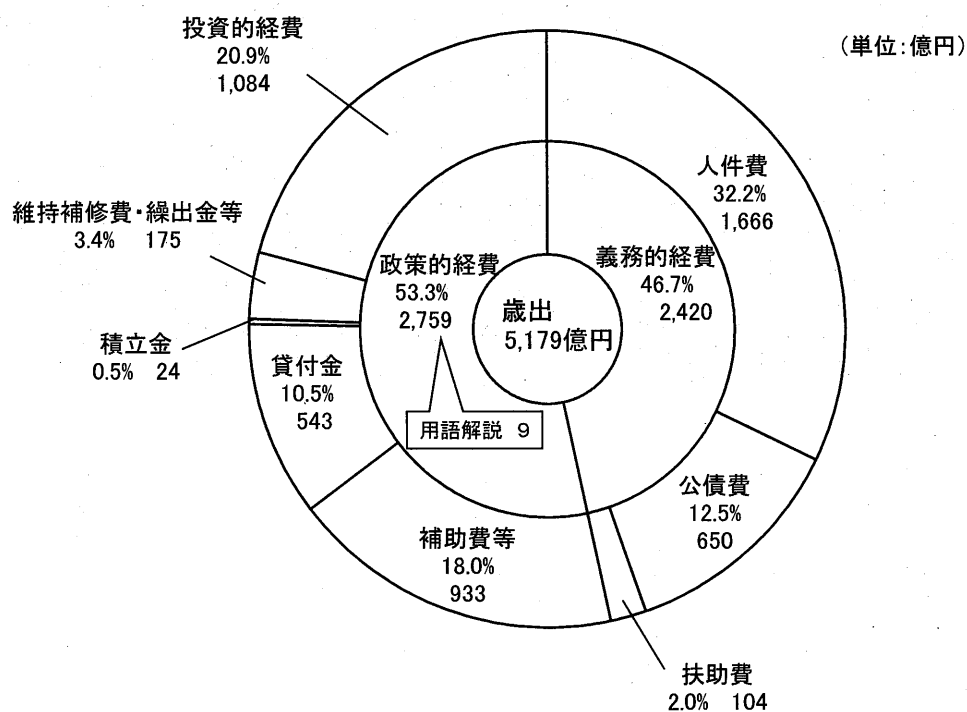 (単位:億円)
投資的経費
20.9%
1,084
人件費
32.2%
1,666
維持補修費・繰出金等
3.4% 175
政策的経費
53.3%
2,759
義務的経費
46.7%
2,420
歳出
5,179億円
積立金
0.5% 24
貸付金
10.5%
543
用語解説 9
公債費
12.5%
650
補助費等
18.0%
933
扶助費
2.0% 104